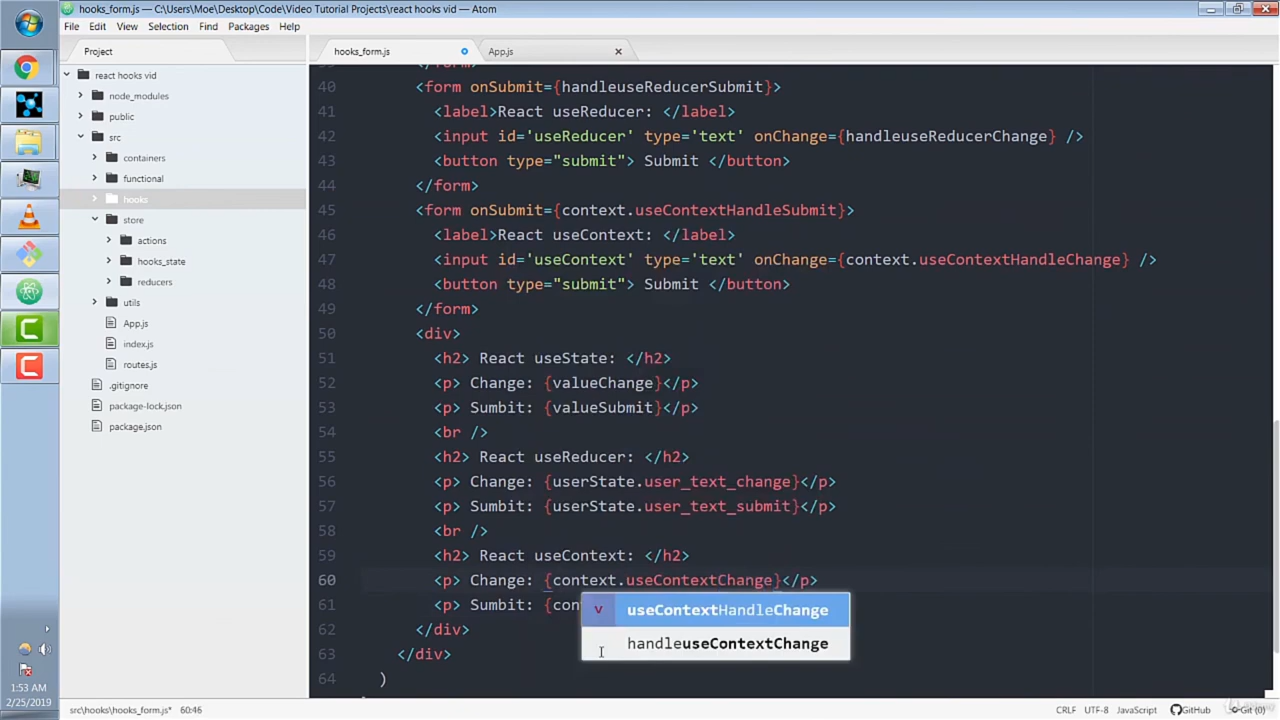 hooks_form.js — C:\Users\Moe\Desktop\Code\Video Tutorial Projects\react hooks vid — Atom
File Edit View Selection Find Packages Help
Project
hooks_form.js
App.js
react hooks vid
node_modules
public
src
containers
functional
hooks
store
actions
hooks_state
reducers
utils
App.js
index.js
routes.js
.gitignore
package-lock.json
package.json
40 <form onSubmit={handleuseReducerSubmit}>
41 <label>React useReducer: </label>
42 <input id='useReducer' type='text' onChange={handleuseReducerChange} />
43 <button type="submit"> Submit </button>
44 </form>
45 <form onSubmit={context.useContextHandleSubmit}>
46 <label>React useContext: </label>
47 <input id='useContext' type='text' onChange={context.useContextHandleChange} />
48 <button type="submit"> Submit </button>
49 </form>
50 <div>
51 <h2> React useState: </h2>
52 <p> Change: {valueChange}</p>
53 <p> Sumbit: {valueSubmit}</p>
54 <br />
55 <h2> React useReducer: </h2>
56 <p> Change: {userState.user_text_change}</p>
57 <p> Sumbit: {userState.user_text_submit}</p>
58 <br />
59 <h2> React useContext: </h2>
60 <p> Change: {context.useContextChange}</p>
61 <p> Sumbit: {con
v useContextHandleChange
handleuseContextChange
62 </div>
63 </div>
64 )
1:53 AM
2/25/2019
src\hooks\hooks_form.js* 60:46
CRLF UTF-8 JavaScript GitHub Git (0)